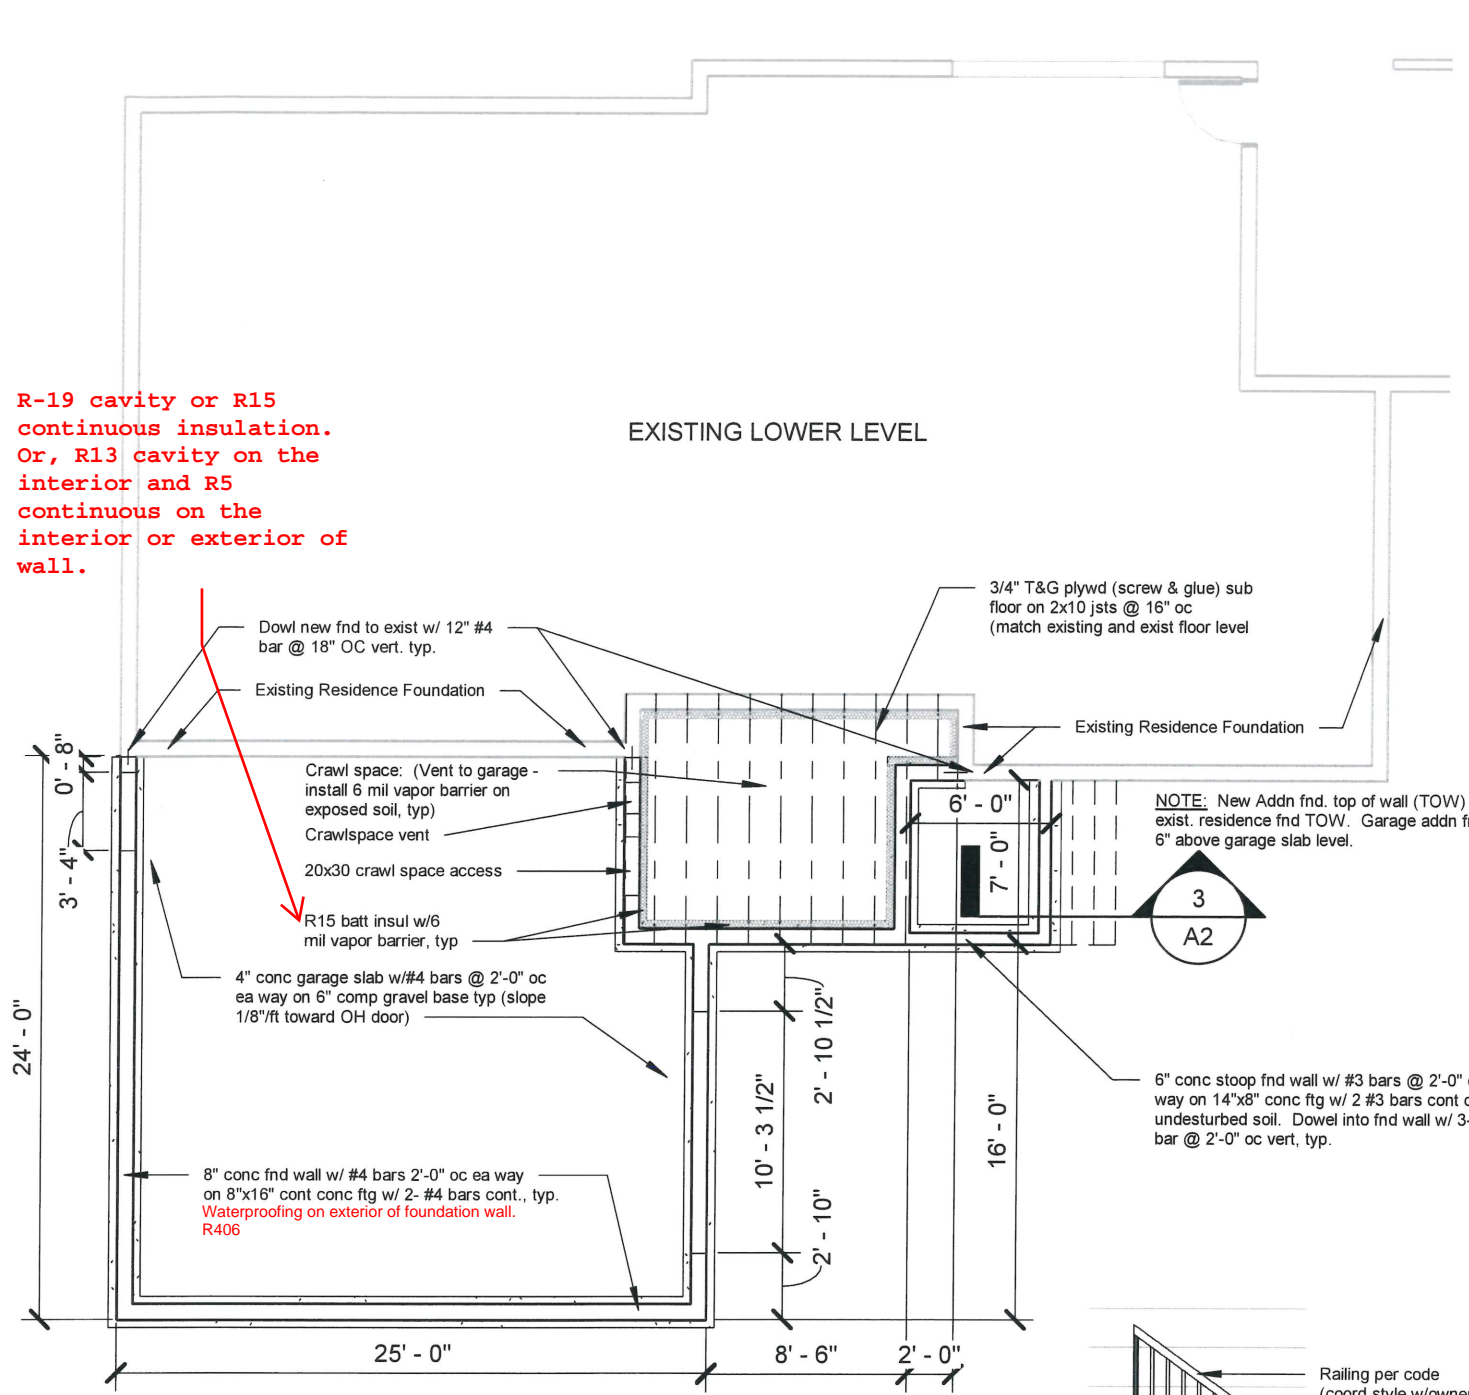 R-19 cavity or R15
continuous insulation.
Or, R13 cavity on the
interior and R5
continuous on the
interior or exterior of
wall.
EXISTING LOWER LEVEL
3/4" T&G plywd (screw & glue) sub
floor on 2x10 jsts @ 16" oc
(match existing and exist floor level
Dowl new fnd to exist w/ 12" #4
bar @ 18" OC vert. typ.
Existing Residence Foundation
Existing Residence Foundation
0' - 8"
3' - 4"
24' - 0"
Crawl space: (Vent to garage -
install 6 mil vapor barrier on
exposed soil, typ)
Crawlspace vent
20x30 crawl space access
R15 batt insul w/6
mil vapor barrier, typ
6' - 0"
7' - 0"
NOTE: New Addn fnd. top of wall (TOW)
exist. residence fnd TOW. Garage addn
6" above garage slab level.
3
A2
4" conc garage slab w/#4 bars @ 2'-0" oc
ea way on 6" comp gravel base typ (slope
1/8"/ft toward OH door)
2' - 10 1/2"
10' - 3 1/2"
2' - 10"
16' - 0"
6" conc stoop fnd wall w/ #3 bars @ 2'-0"
way on 14"x8" conc ftg w/ 2 #3 bars cont
undesturbed soil. Dowel into fnd wall w/ 3-
bar @ 2'-0" oc vert, typ.
8" conc fnd wall w/ #4 bars 2'-0" oc ea way
on 8"x16" cont conc ftg w/ 2- #4 bars cont., typ.
Waterproofing on exterior of foundation wall.
R406
25' - 0"
8' - 6"
2' - 0"
Railing per code
(coord style w/owner